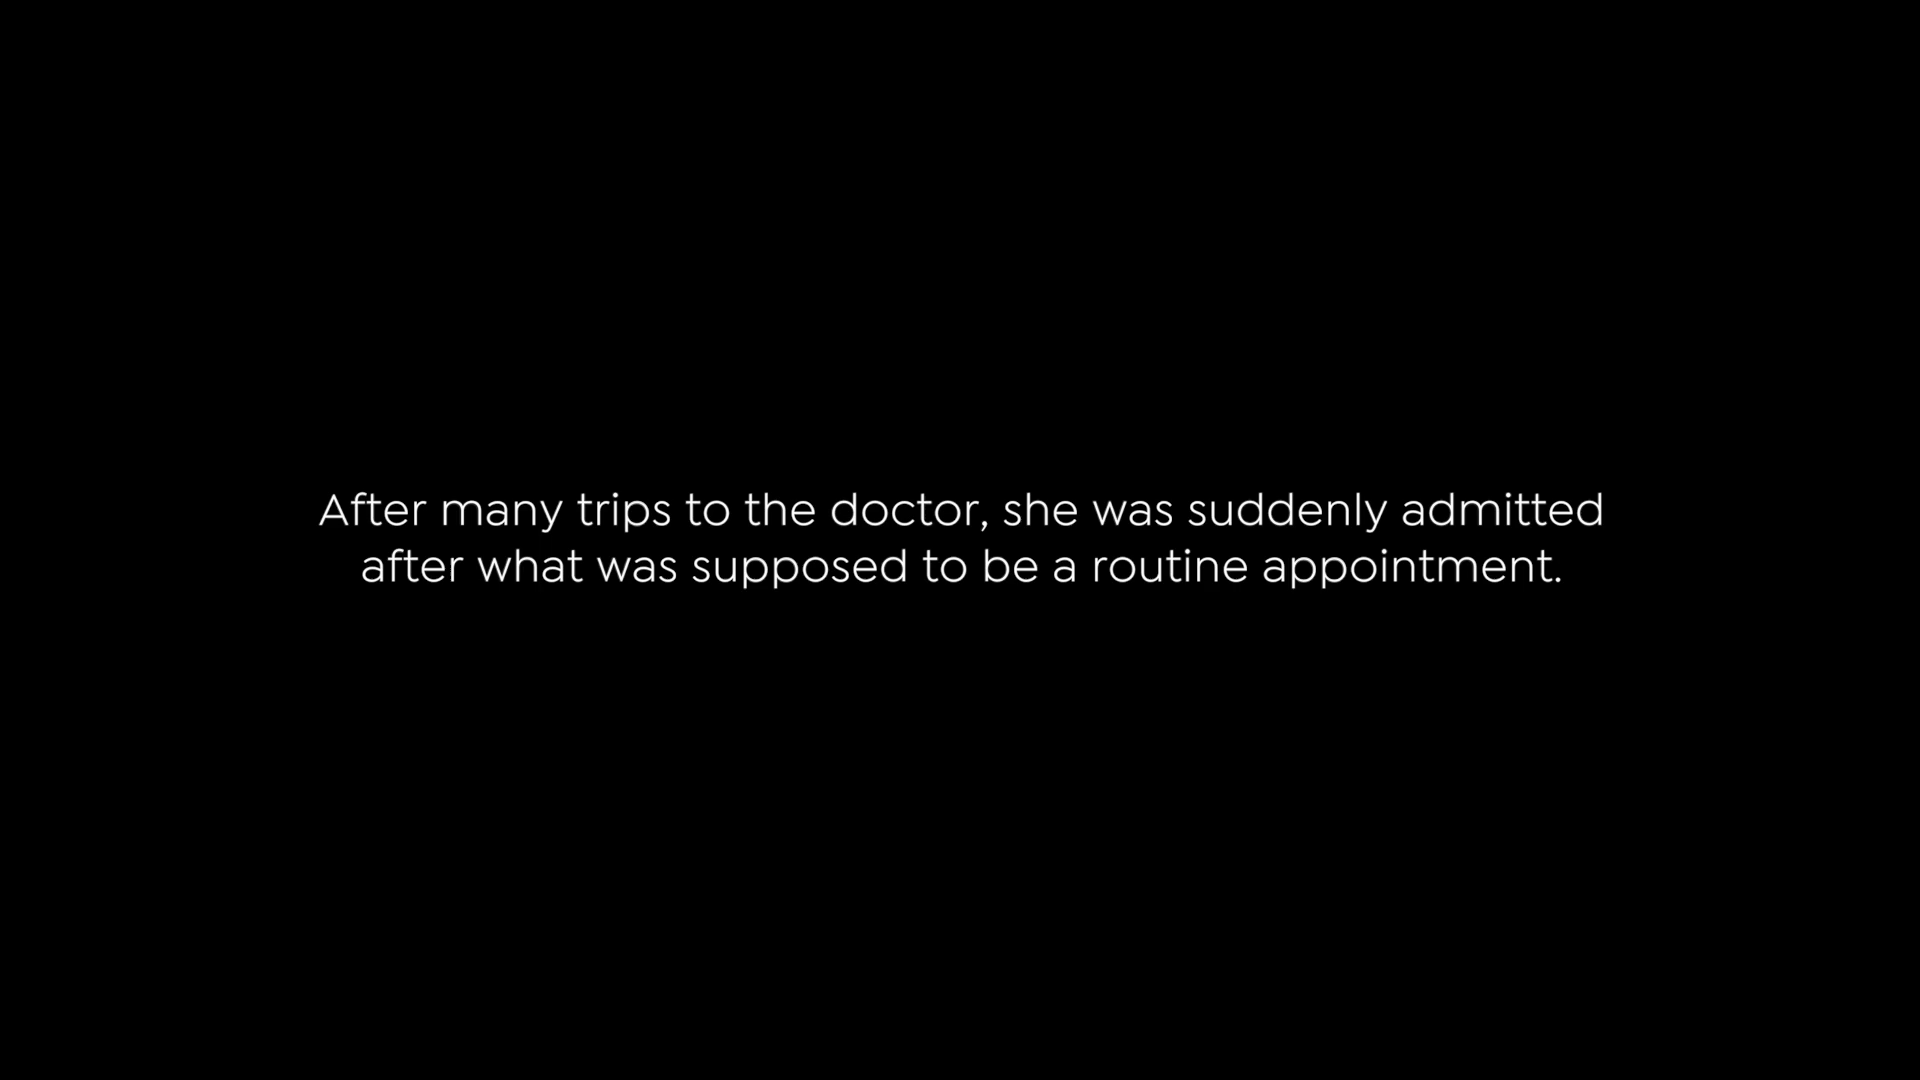 After many trips to the doctor, she was suddenly admitted
after what was supposed to be a routine appointment.